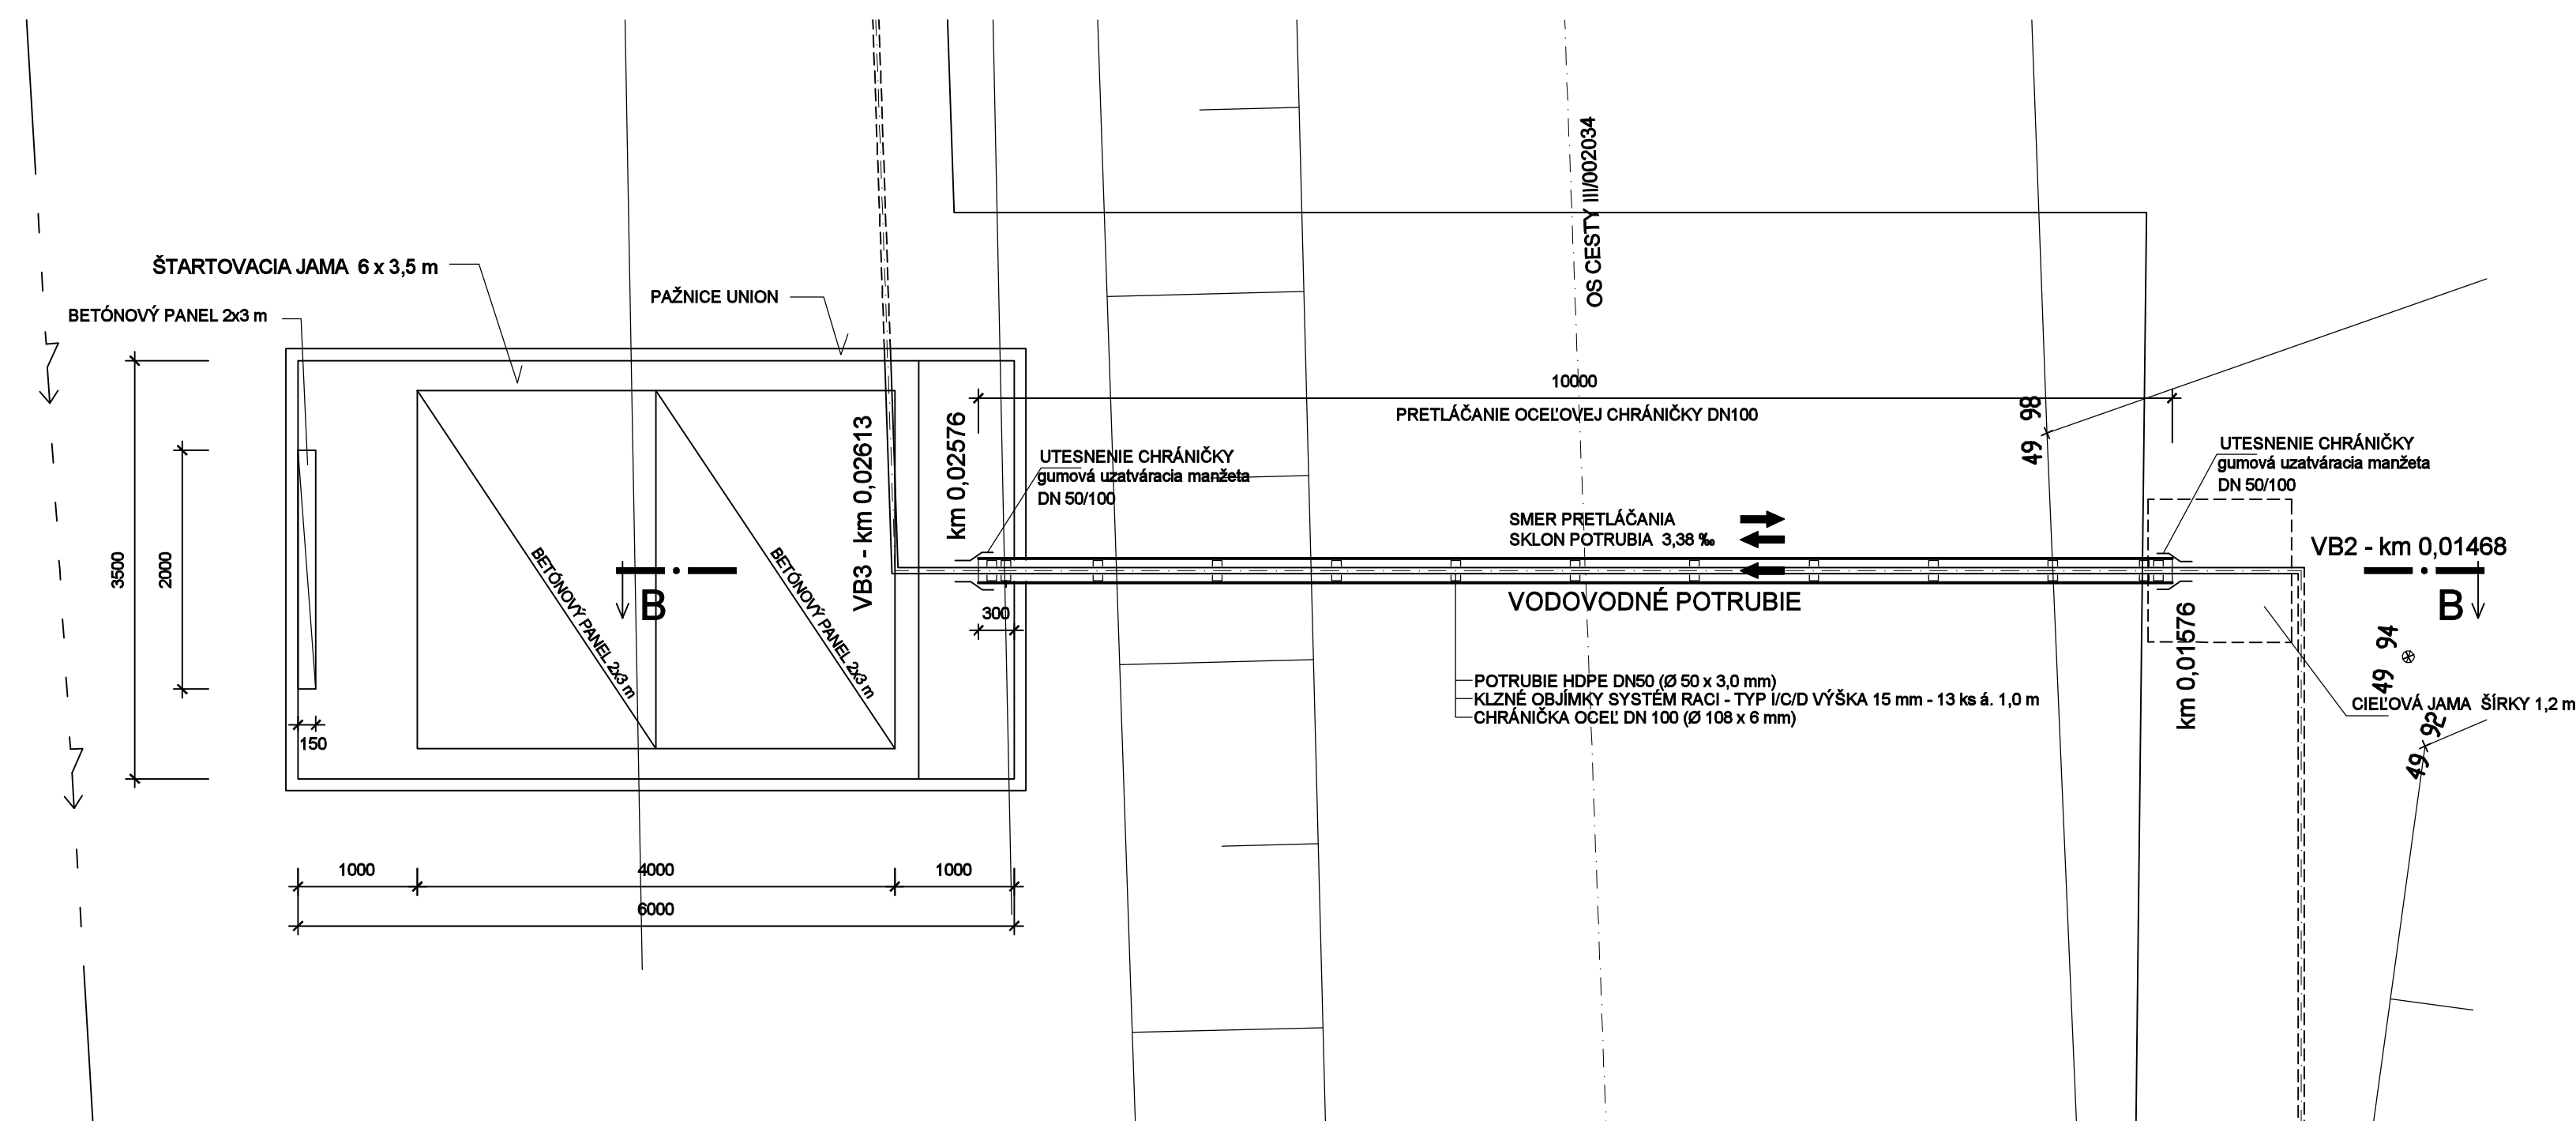 OS CESTY III/002034
ŠTARTOVACIA JAMA  6 x 3,5 m
PAŽNICE UNION
BETÓNOVÝ PANEL 2x3 m
10000
PRETLÁČANIE OCEĽOVEJ CHRÁNIČKY DN100
49 98
VB3 - km 0,02613
km 0,02576
UTESNENIE CHRÁNIČKY
gumová uzatváracia manžeta
DN 50/100
UTESNENIE CHRÁNIČKY
gumová uzatváracia manžeta
DN 50/100
SMER PRETLÁČANIA
SKLON POTRUBIA  3,38 ‰
VB2 - km 0,01468
3500
2000
BETÓNOVÝ PANEL 2x3 m
BETÓNOVÝ PANEL 2x3 m
B
B
300
VODOVODNÉ POTRUBIE
km 0,01576
49 94
POTRUBIE HDPE DN50 (Ø 50 x 3,0 mm)
KLZNÉ OBJÍMKY SYSTÉM RACI - TYP I/C/D VÝŠKA 15 mm - 13 ks á. 1,0 m
CHRÁNIČKA OCEĽ DN 100 (Ø 108 x 6 mm)
CIEĽOVÁ JAMA  ŠÍRKY 1,2 m
49 92
150
1000
4000
1000
6000